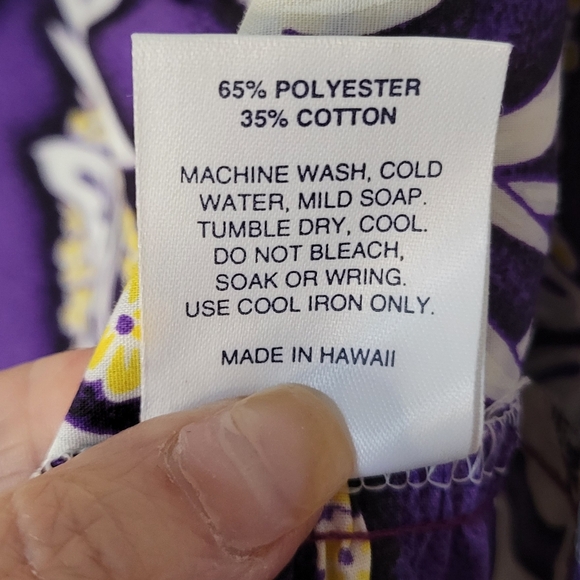 65% POLYESTER
35% COTTON
MACHINE WASH, COLD
WATER, MILD SOAP.
TUMBLE DRY, COOL.
DO NOT BLEACH,
SOAK OR WRING.
USE COOL IRON ONLY.
MADE IN HAWAII